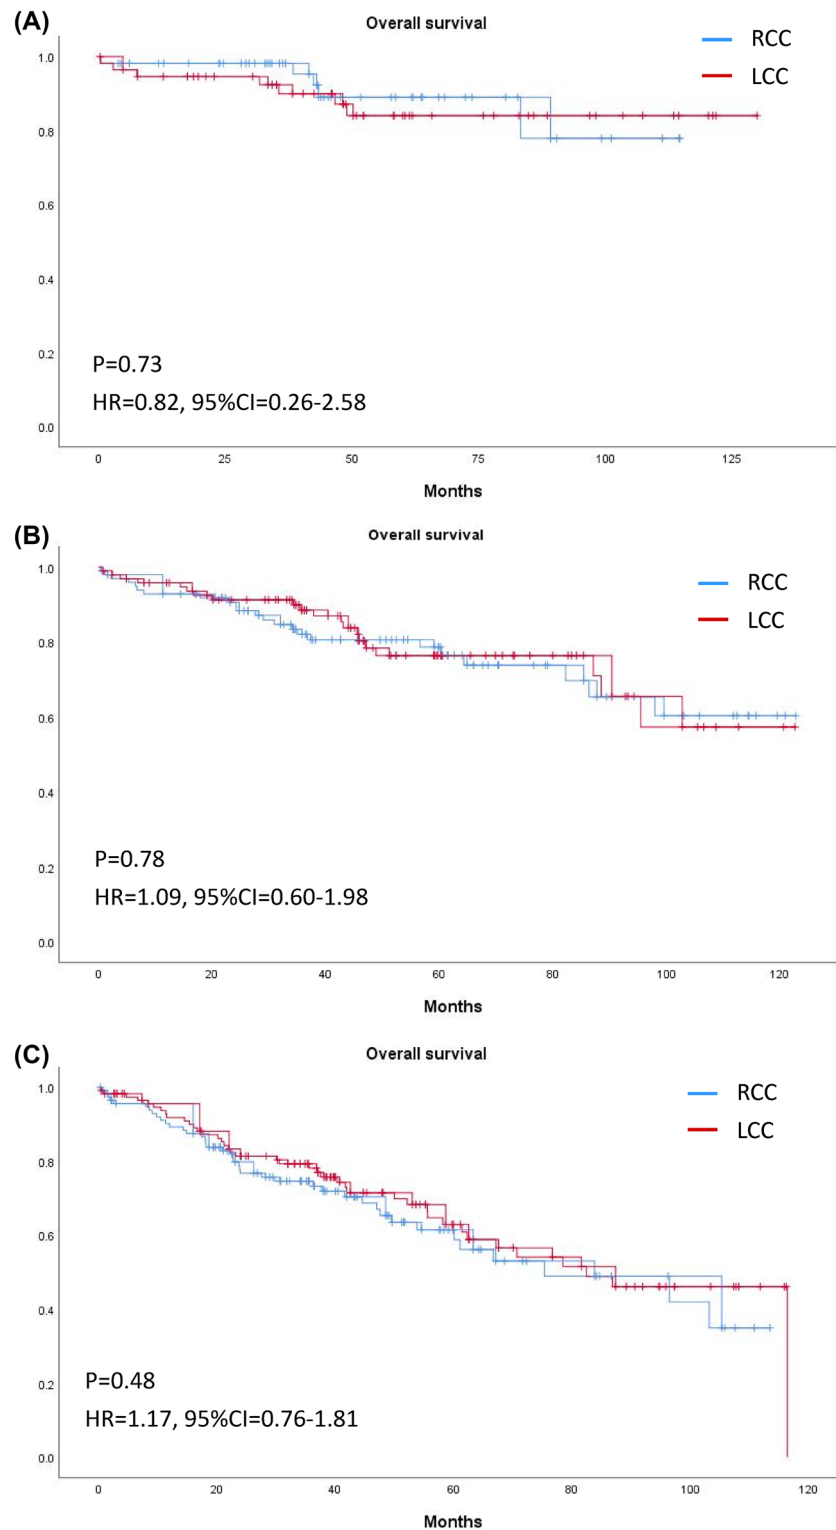 (A)
Overall survival
RCC
LCC
1.0
0.8
0.6
0.4
0.2
0.0
P=0.73
HR=0.82, 95%CI=0.26-2.58
0 25 50 75 100 125
Months
(B)
Overall survival
RCC
LCC
1.0
0.8
0.6
0.4
0.2
0.0
P=0.78
HR=1.09, 95%CI=0.60-1.98
0 20 40 60 80 100 120
Months
(C)
Overall survival
RCC
LCC
1.0
0.8
0.6
0.4
0.2
0.0
P=0.48
HR=1.17, 95%CI=0.76-1.81
0 20 40 60 80 100 120
Months